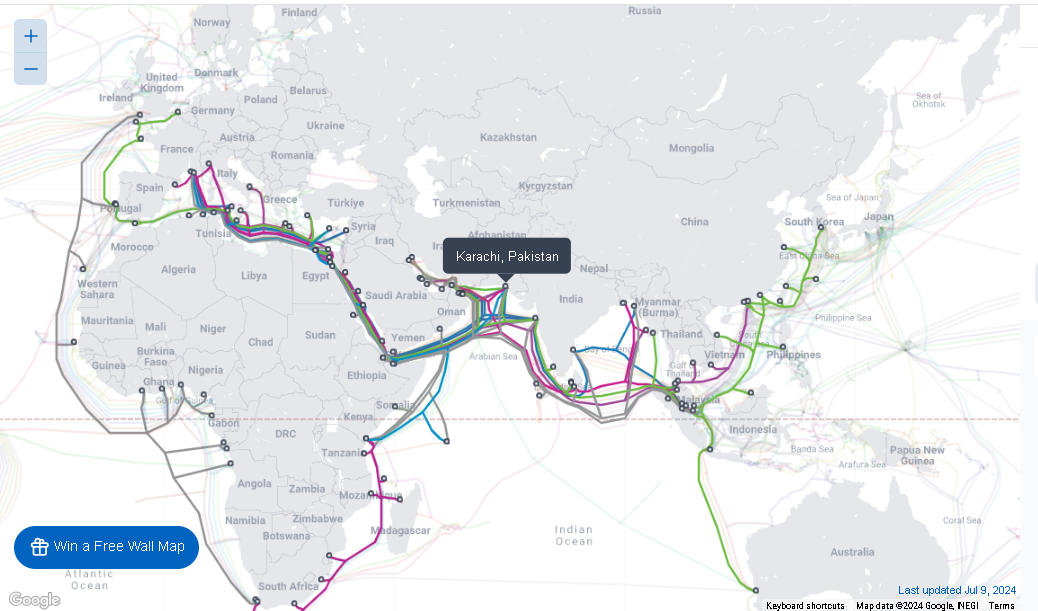 Finland
Russia
Norway
+
−
Denmark
United
Kingdom
Belarus
Ireland
Poland
Sea of
Okhotsk
Germany
Ukraine
Austria
Kazakhstan
France
Mongolia
Romania
Italy
Kyrgyzstan
Spain
Sea of Japan
Greece
Türkiye
Turkmenistan
Portugal
Japan
South Korea
China
Syria
Tunisia
Afghanistan
Iraq
Morocco
East China Sea
Karachi, Pakistan
Algeria
Libya
Egypt
Nepal
Western
Sahara
Saudi Arabia
India
Myanmar
(Burma)
Oman
Mauritania
Mali
Niger
Sudan
Philippine Sea
Chad
Yemen
Thailand
Burkina
Faso
Arabian Sea
Bay of Bengal
Vietnam
Philippines
Guinea
Nigeria
Ethiopia
Gulf of
Thailand
Ghana
Gulf of Guinea
Somalia
Malaysia
Gabon
Kenya
Indonesia
DRC
Banda Sea
Tanzania
Papua New
Guinea
Arafura Sea
Angola
Zambia
Mozambique
Namibia
Zimbabwe
Madagascar
Coral Sea
Botswana
Indian
Ocean
Win a Free Wall Map
Australia
Atlantic
Ocean
South Africa
Last updated Jul 9, 2024
Google
Keyboard shortcuts
Map data ©2024 Google, INEGI
Terms